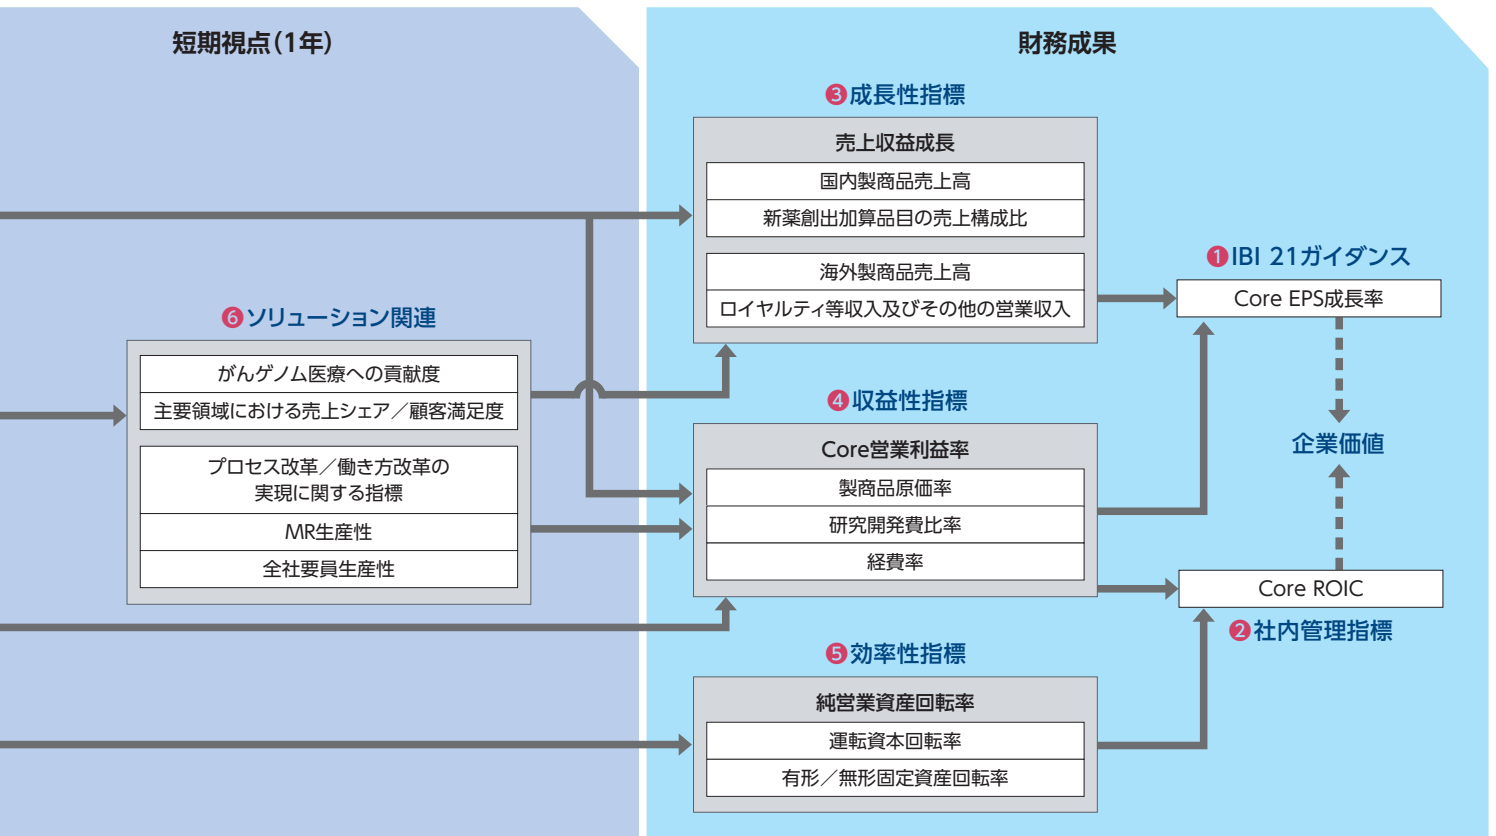 短期視点(1年)
❻ソリューション関連
がんゲノム医療への貢献度
主要領域における売上シェア／顧客満足度
プロセス改革／働き方改革の
実現に関する指標
MR生産性
全社要員生産性
財務成果
❸成長性指標
売上収益成長
国内製商品売上高
新薬創出加算品目の売上構成比
海外製商品売上高
ロイヤルティ等収入及びその他の営業収入
❹収益性指標
Core営業利益率
製商品原価率
研究開発費比率
経費率
❺効率性指標
純営業資産回転率
運転資本回転率
有形／無形固定資産回転率
❶IBI 21ガイダンス
Core EPS成長率
企業価値
Core ROIC
❷社内管理指標